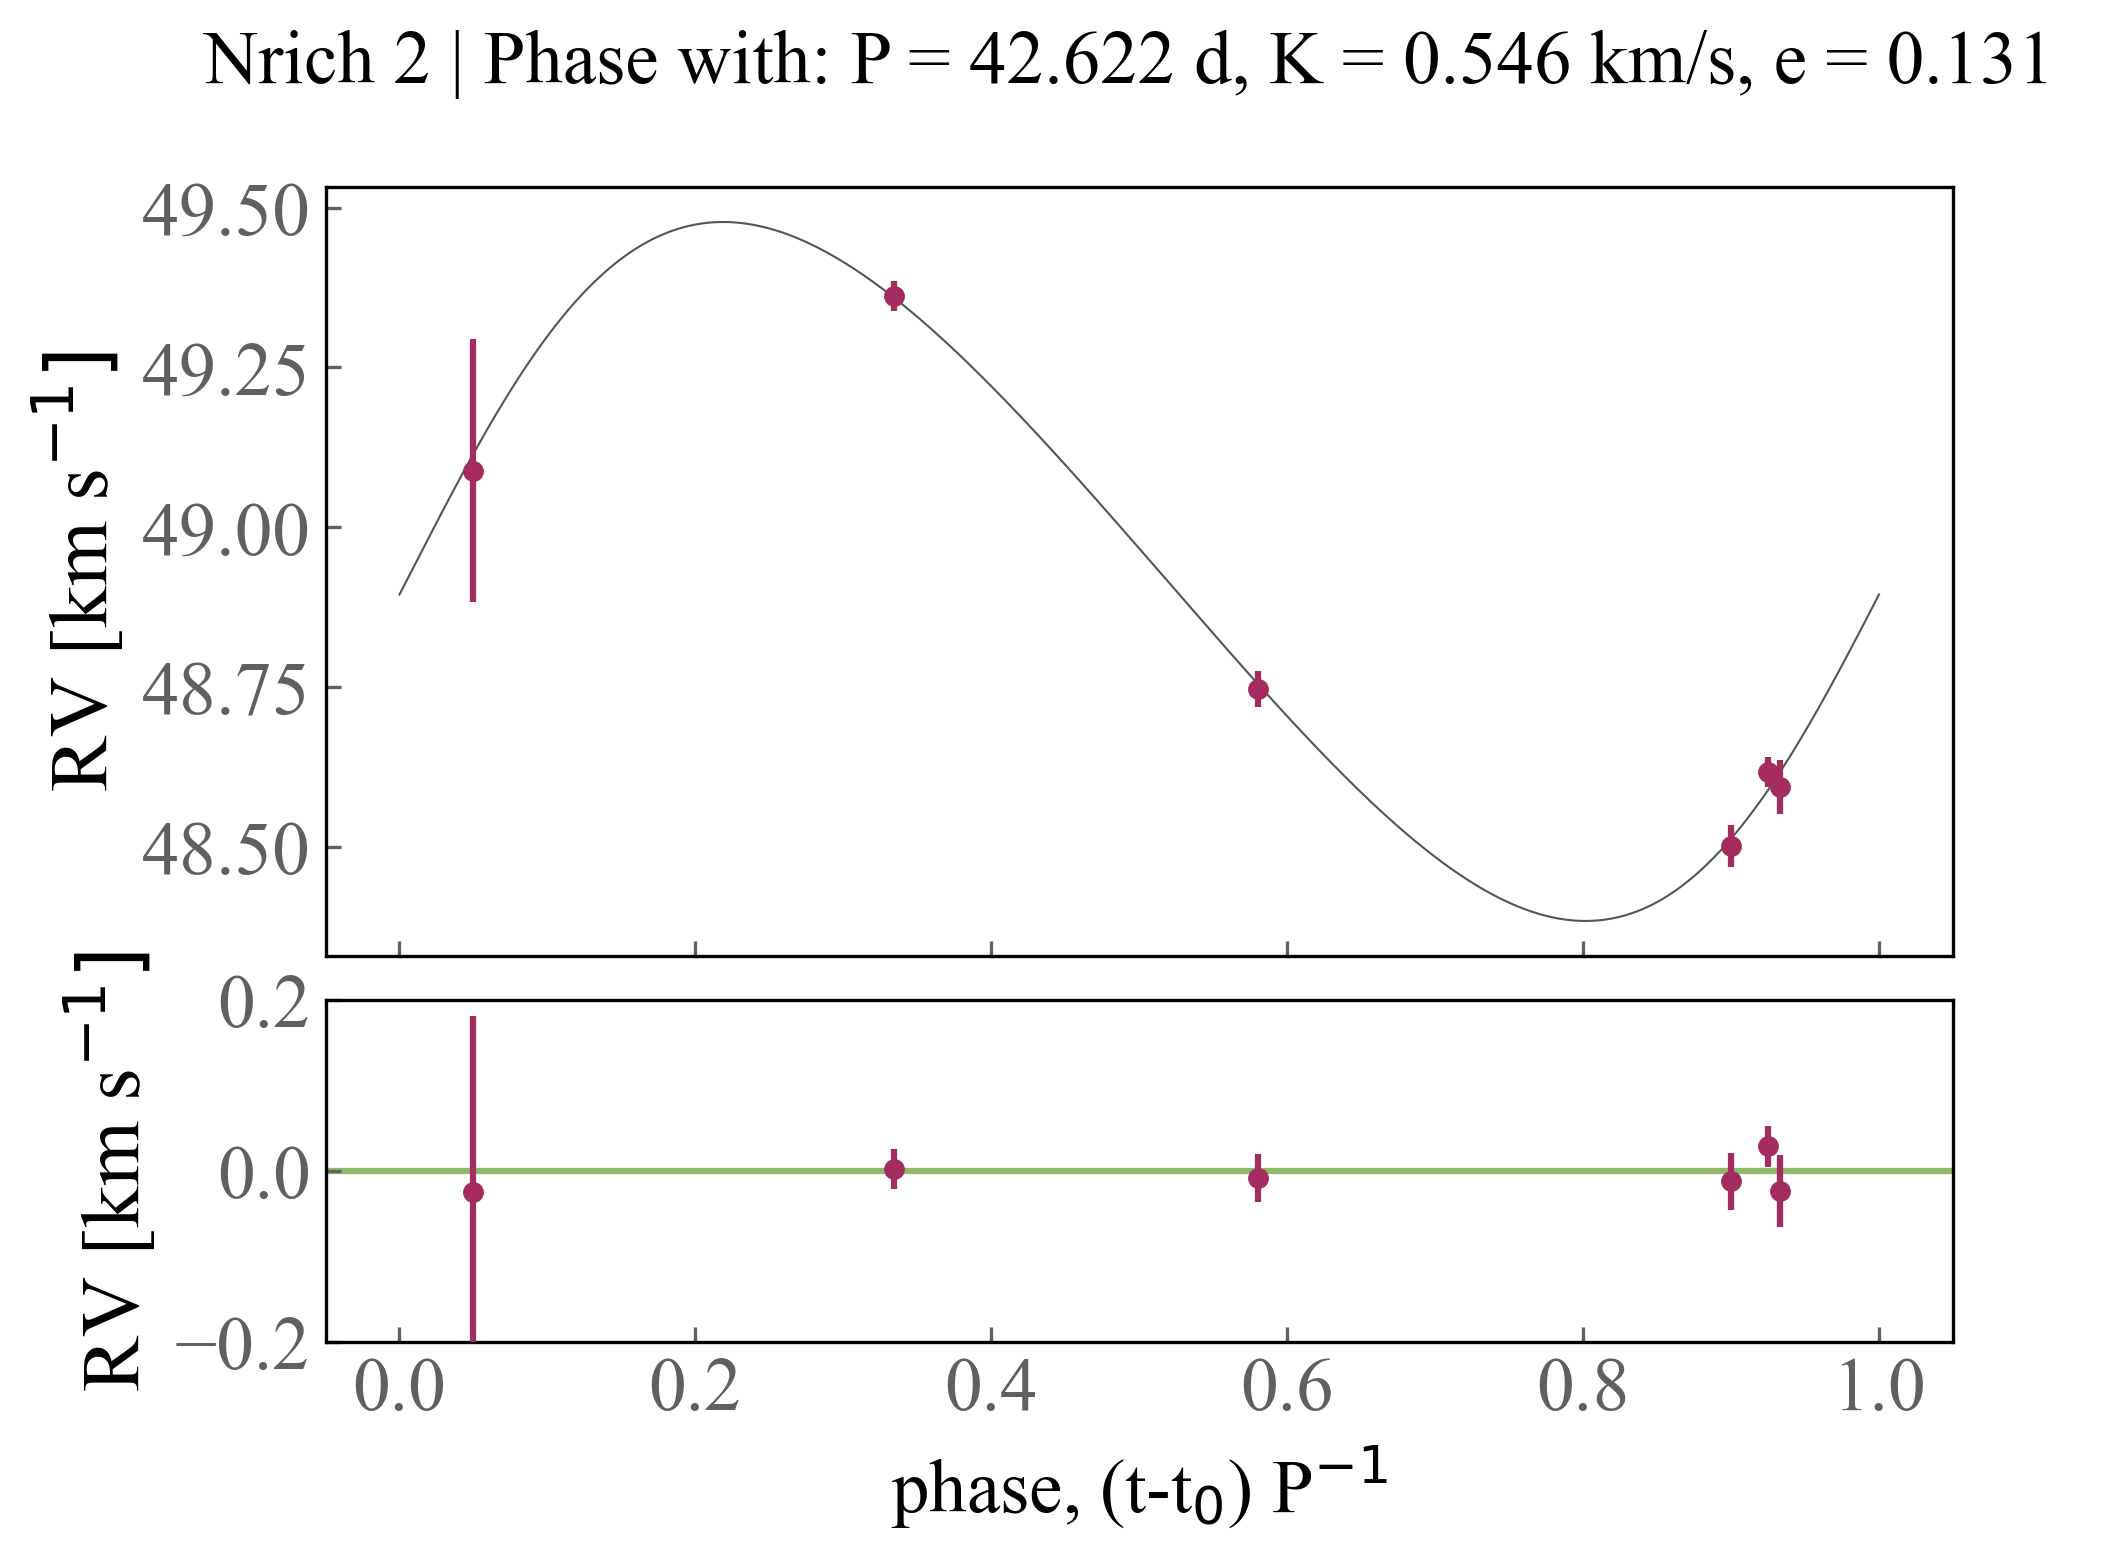 Nrich 2 | Phase with: P = 42.622 d, K = 0.546 km/s, e = 0.131
RV [km s⁻¹]
49.50
49.25
49.00
48.75
48.50
RV [km s⁻¹]
0.2
0.0
−0.2
0.0 0.2 0.4 0.6 0.8 1.0
phase, (t-t₀) P⁻¹